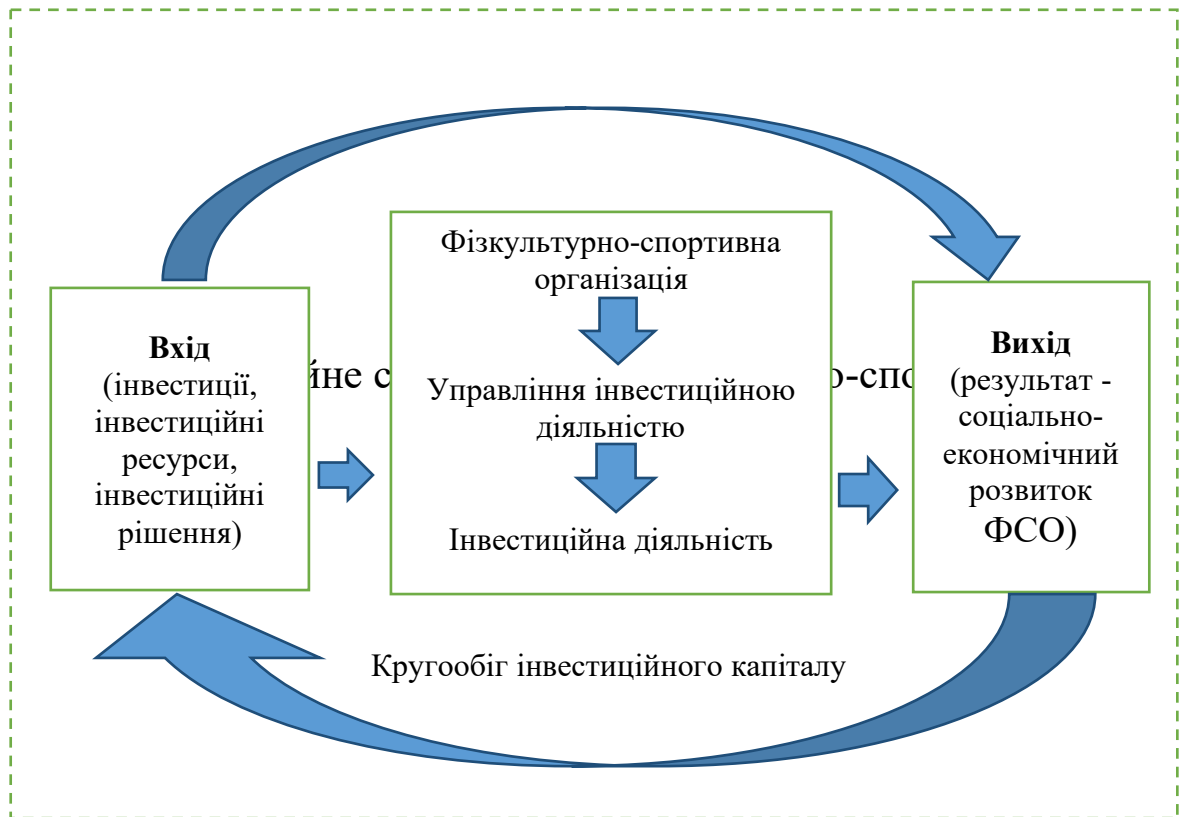 Фізкультурно-спортивна
організація
Управління інвестиційною
діяльністю
Інвестиційна діяльність
Вхід
(інвестиції,
інвестиційні
ресурси,
інвестиційні
рішення)
Вихід
(результат -
соціально-
економічний
розвиток
ФСО)
Кругообіг інвестиційного капіталу